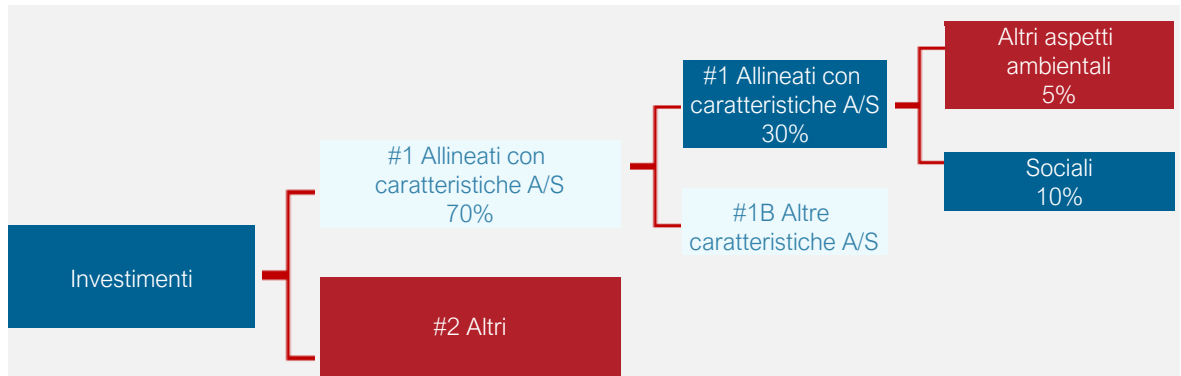 Investimenti
#1 Allineati con
caratteristiche A/S
70%
#2 Altri
#1 Allineati con
caratteristiche A/S
30%
#1B Altre
caratteristiche A/S
Altri aspetti
ambientali
5%
Sociali
10%